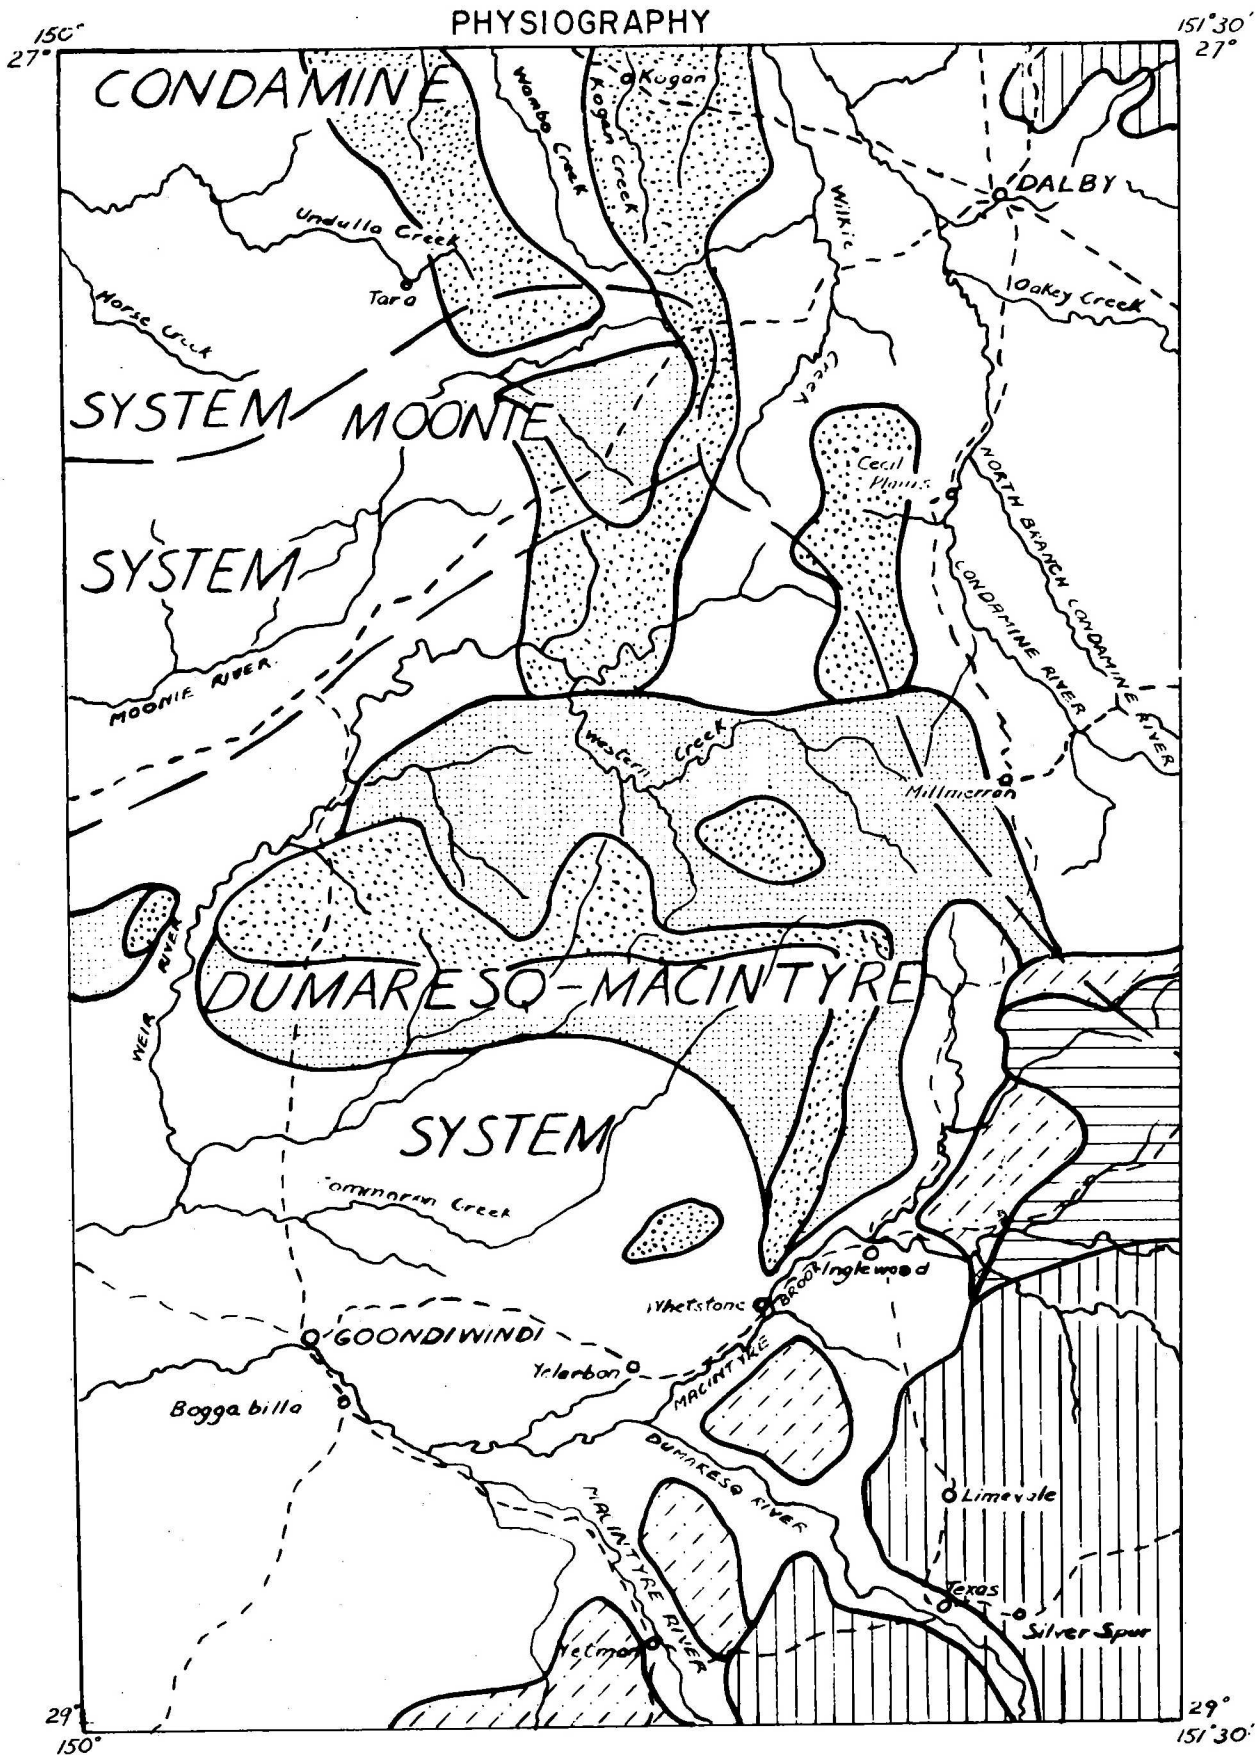 PHYSIOGRAPHY
150°
151°30'
27°
27°
CONDAMINE
Wambo Creek
Kogan Creek
Kogan
Wilkie
DALBY
Undulla Creek
Tara
Oakey Creek
Horse Creek
Creek
SYSTEM
MOONIE
Cecil
Plains
NORTH BRANCH CONDAMINE RIVER
SYSTEM
CONDAMINE RIVER
MOONIE RIVER
Western Creek
Millmerran
RIVER
WEIR
DUMARESQ-MACINTYRE
SYSTEM
Creek
Inglewood
BROOK
Whetstone
GOONDIWINDI
Yelarbon
MACINTYRE
Boggabilla
DUMARESQ RIVER
MACINTYRE RIVER
Limevale
Texas
Silver Spur
Yetman
29°
29°
150°
151°30'